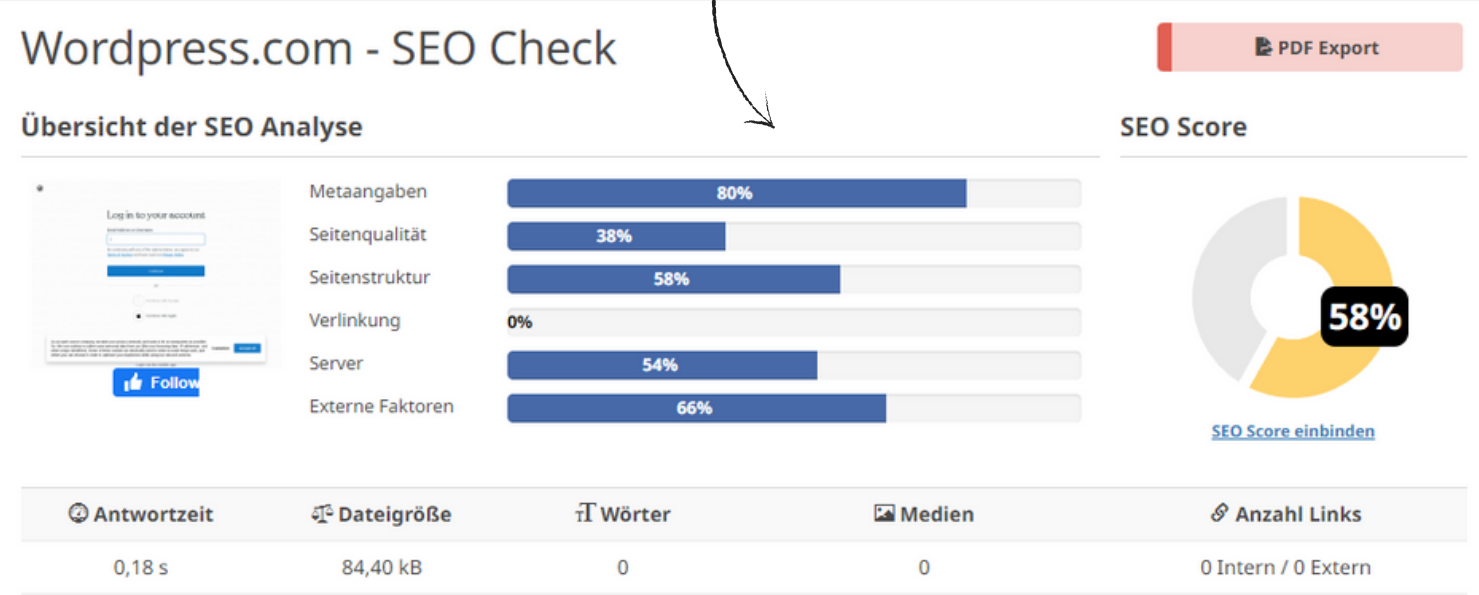 Wordpress.com - SEO Check
PDF Export
Übersicht der SEO Analyse
SEO Score
Log in to your account
Metaangaben
80%
Seitenqualität
38%
Seitenstruktur
58%
Verlinkung
0%
Server
54%
Externe Faktoren
66%
Follow
58%
SEO Score einbinden
Antwortzeit
Dateigröße
Wörter
Medien
Anzahl Links
0,18 s
84,40 kB
0
0
0 Intern / 0 Extern